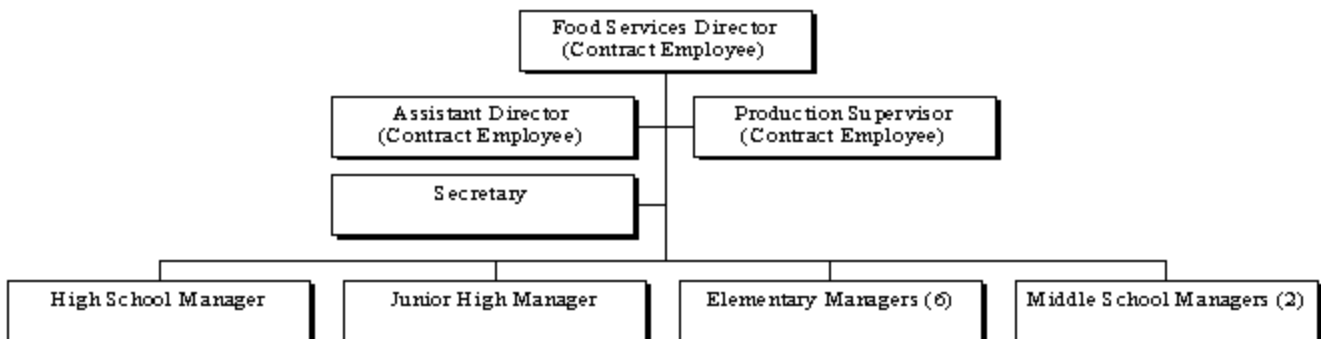 Food Services Director
(Contract Employee)
Assistant Director
(Contract Employee)
Production Supervisor
(Contract Employee)
Secretary
High School Manager
Junior High Manager
Elementary Managers (6)
Middle School Managers (2)